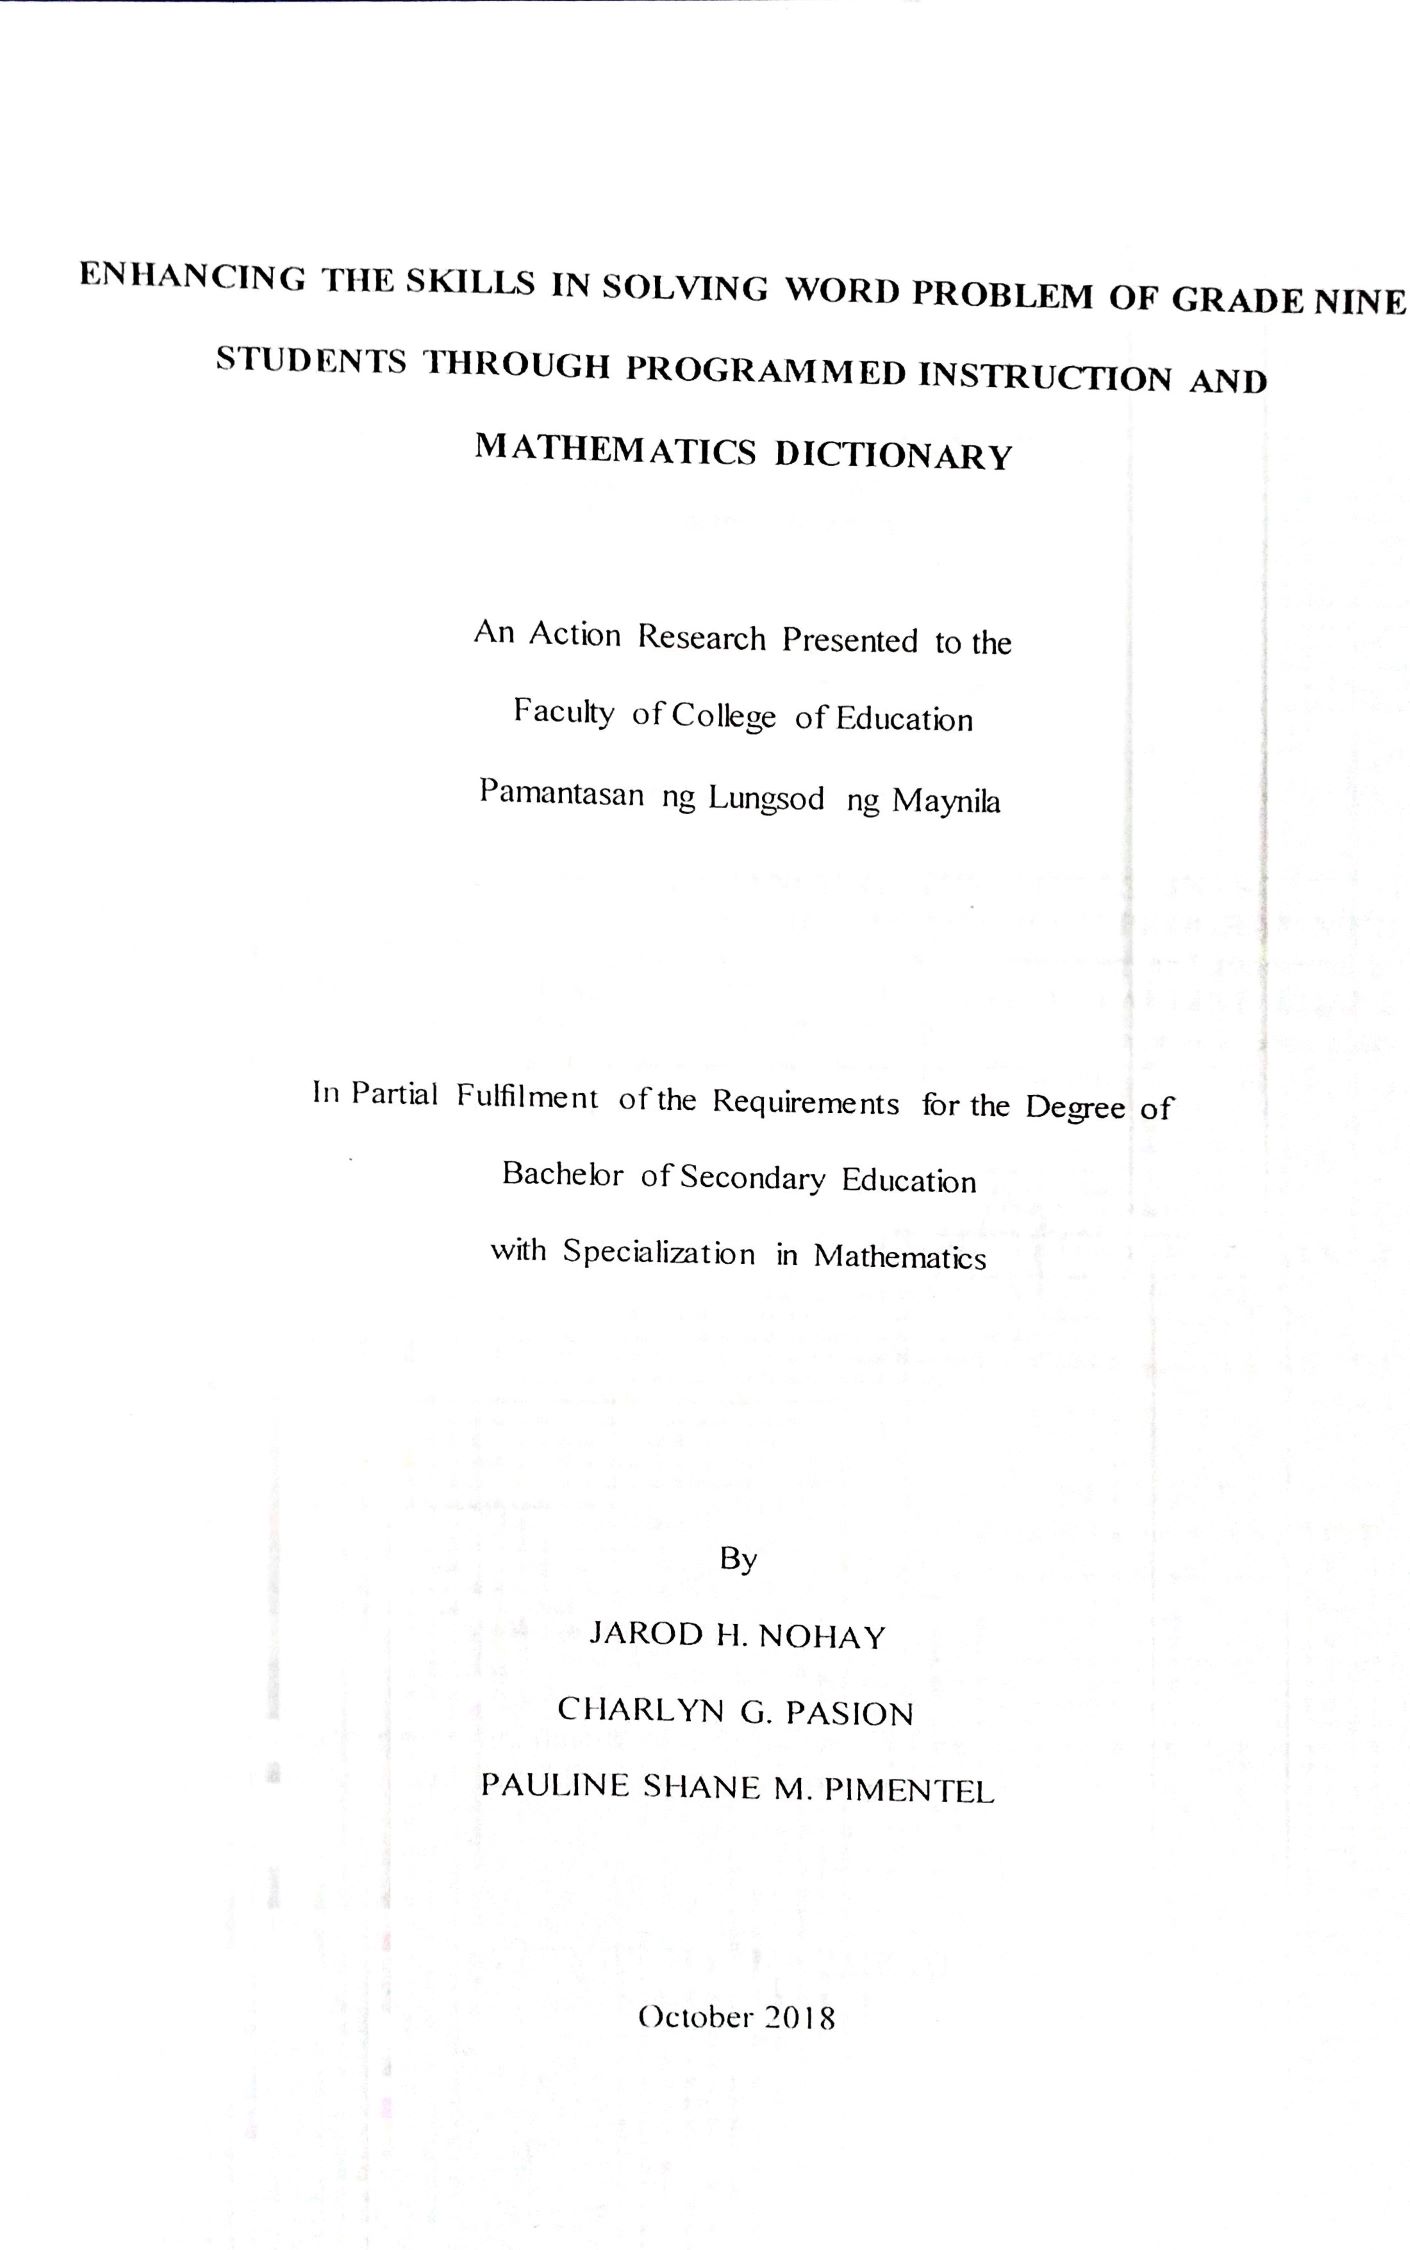 ENHANCING THE SKILLS IN SOLVING WORD PROBLEM OF GRADE NINE
STUDENTS THROUGH PROGRAMMED INSTRUCTION AND
MATHEMATICS DICTIONARY
An Action Research Presented to the
Faculty of College of Education
Pamantasan ng Lungsod ng Maynila
In Partial Fulfilment of the Requirements for the Degree of
Bachelor of Secondary Education
with Specialization in Mathematics
By
JAROD H. NOHAY
CHARLYN G. PASION
PAULINE SHANE M. PIMENTEL
October 2018